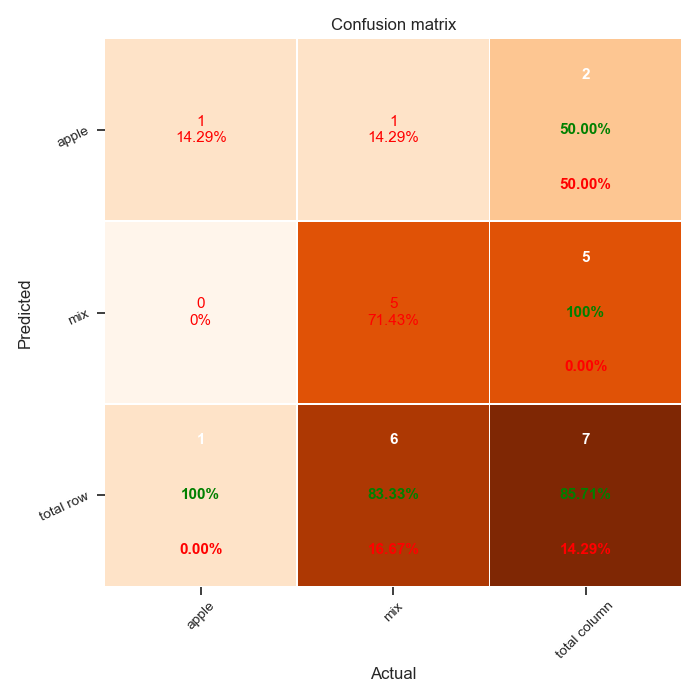 Confusion matrix
Predicted
apple
1
14.29%
1
14.29%
2
50.00%
50.00%
mix
0
0%
5
71.43%
5
100%
0.00%
total row
1
100%
0.00%
6
83.33%
16.67%
7
85.71%
14.29%
apple
mix
total column
Actual